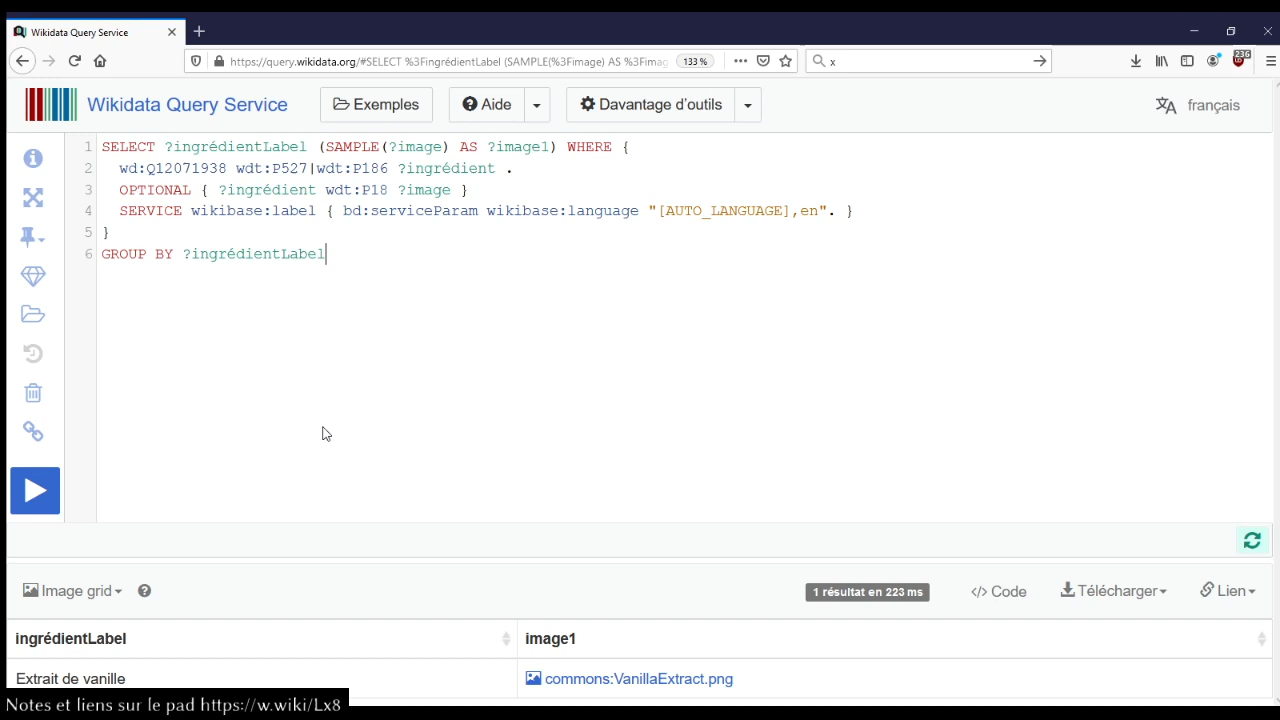 Wikidata Query Service
https://query.wikidata.org/#SELECT %3FingrédientLabel (SAMPLE(%3Fimage) AS %3Fimag
133 %
x
236
Wikidata Query Service
Exemples
Aide
Davantage d'outils
français
1 SELECT ?ingrédientLabel (SAMPLE(?image) AS ?image1) WHERE {
2 wd:Q12071938 wdt:P527|wdt:P186 ?ingrédient .
3 OPTIONAL { ?ingrédient wdt:P18 ?image }
4 SERVICE wikibase:label { bd:serviceParam wikibase:language "[AUTO_LANGUAGE],en". }
5 }
6 GROUP BY ?ingrédientLabel
Image grid
1 résultat en 223 ms
</> Code
Télécharger
Lien
ingrédientLabel
image1
Extrait de vanille
commons:VanillaExtract.png
Notes et liens sur le pad https://w.wiki/Lx8